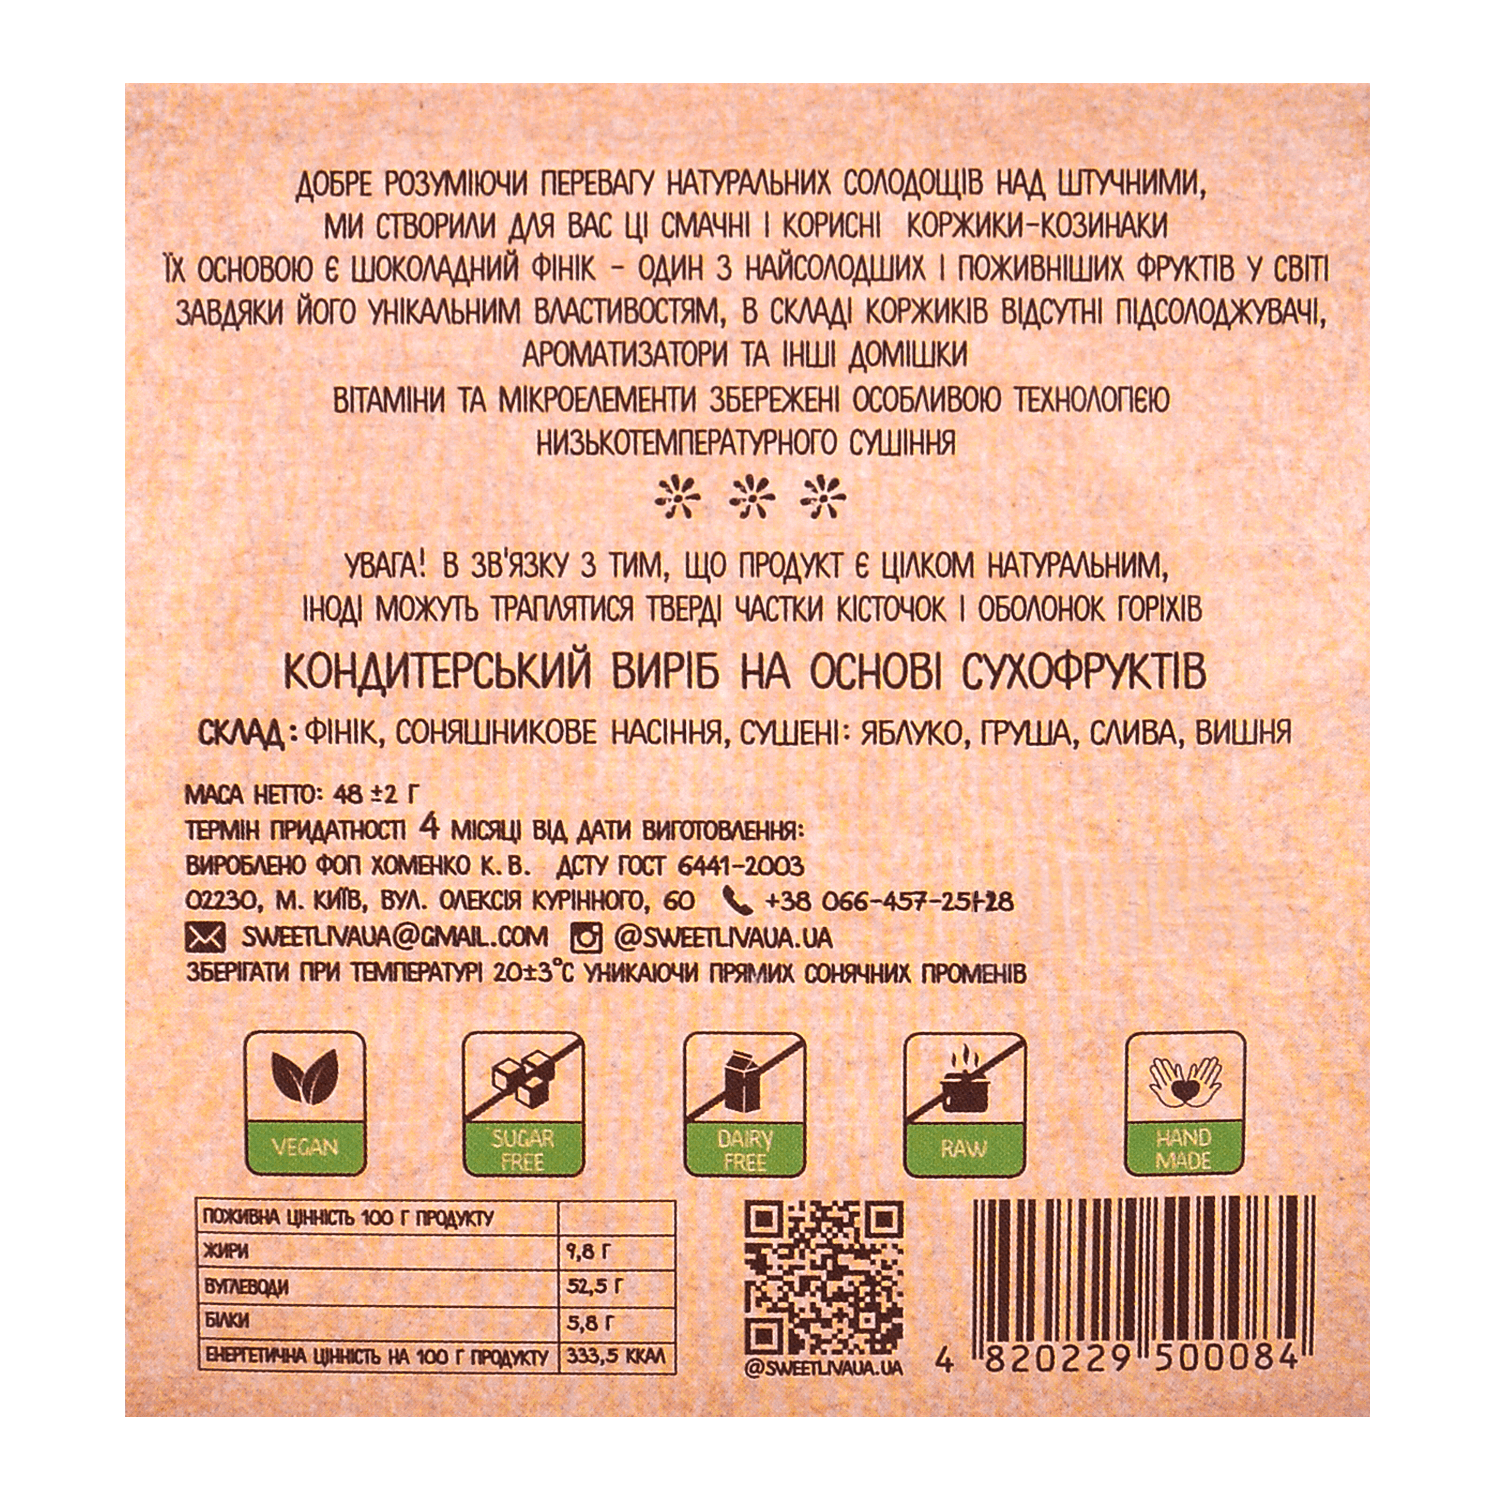 ДОБРЕ РОЗУМІЮЧИ ПЕРЕВАГУ НАТУРАЛЬНИХ СОЛОДОЩІВ НАД ШТУЧНИМИ,
МИ СТВОРИЛИ ДЛЯ ВАС ЦІ СМАЧНІ І КОРИСНІ КОРЖИКИ-КОЗИНАКИ
ЇХ ОСНОВОЮ Є ШОКОЛАДНИЙ ФІНІК - ОДИН З НАЙСОЛОДШИХ І ПОЖИВНІШИХ ФРУКТІВ У СВІТІ
ЗАВДЯКИ ЙОГО УНІКАЛЬНИМ ВЛАСТИВОСТЯМ, В СКЛАДІ КОРЖИКІВ ВІДСУТНІ ПІДСОЛОДЖУВАЧІ,
АРОМАТИЗАТОРИ ТА ІНШІ ДОМІШКИ
ВІТАМІНИ ТА МІКРОЕЛЕМЕНТИ ЗБЕРЕЖЕНІ ОСОБЛИВОЮ ТЕХНОЛОГІЄЮ
НИЗЬКОТЕМПЕРАТУРНОГО СУШІННЯ
УВАГА! В ЗВ'ЯЗКУ З ТИМ, ЩО ПРОДУКТ Є ЦІЛКОМ НАТУРАЛЬНИМ,
ІНОДІ МОЖУТЬ ТРАПЛЯТИСЯ ТВЕРДІ ЧАСТКИ КІСТОЧОК І ОБОЛОНОК ГОРІХІВ
КОНДИТЕРСЬКИЙ ВИРІБ НА ОСНОВІ СУХОФРУКТІВ
СКЛАД: ФІНІК, СОНЯШНИКОВЕ НАСІННЯ, СУШЕНІ: ЯБЛУКО, ГРУША, СЛИВА, ВИШНЯ
МАСА НЕТТО: 48 ±2 Г
ТЕРМІН ПРИДАТНОСТІ 4 МІСЯЦІ ВІД ДАТИ ВИГОТОВЛЕННЯ:
ВИРОБЛЕНО ФОП ХОМЕНКО К. В. ДСТУ ГОСТ 6441-2003
02230, М. КИЇВ, ВУЛ. ОЛЕКСІЯ КУРІННОГО, 60 +38 066-457-25-28
SWEETLIVAUA@GMAIL.COM @SWEETLIVAUA.UA
ЗБЕРІГАТИ ПРИ ТЕМПЕРАТУРІ 20±3°С УНИКАЮЧИ ПРЯМИХ СОНЯЧНИХ ПРОМЕНІВ
VEGAN
SUGAR
FREE
DAIRY
FREE
RAW
HAND
MADE
ПОЖИВНА ЦІННІСТЬ 100 Г ПРОДУКТУ
ЖИРИ 9,8 Г
ВУГЛЕВОДИ 52,5 Г
БІЛКИ 5,8 Г
ЕНЕРГЕТИЧНА ЦІННІСТЬ НА 100 Г ПРОДУКТУ 333,5 ККАЛ
@SWEETLIVAUA.UA
4 820229 500084